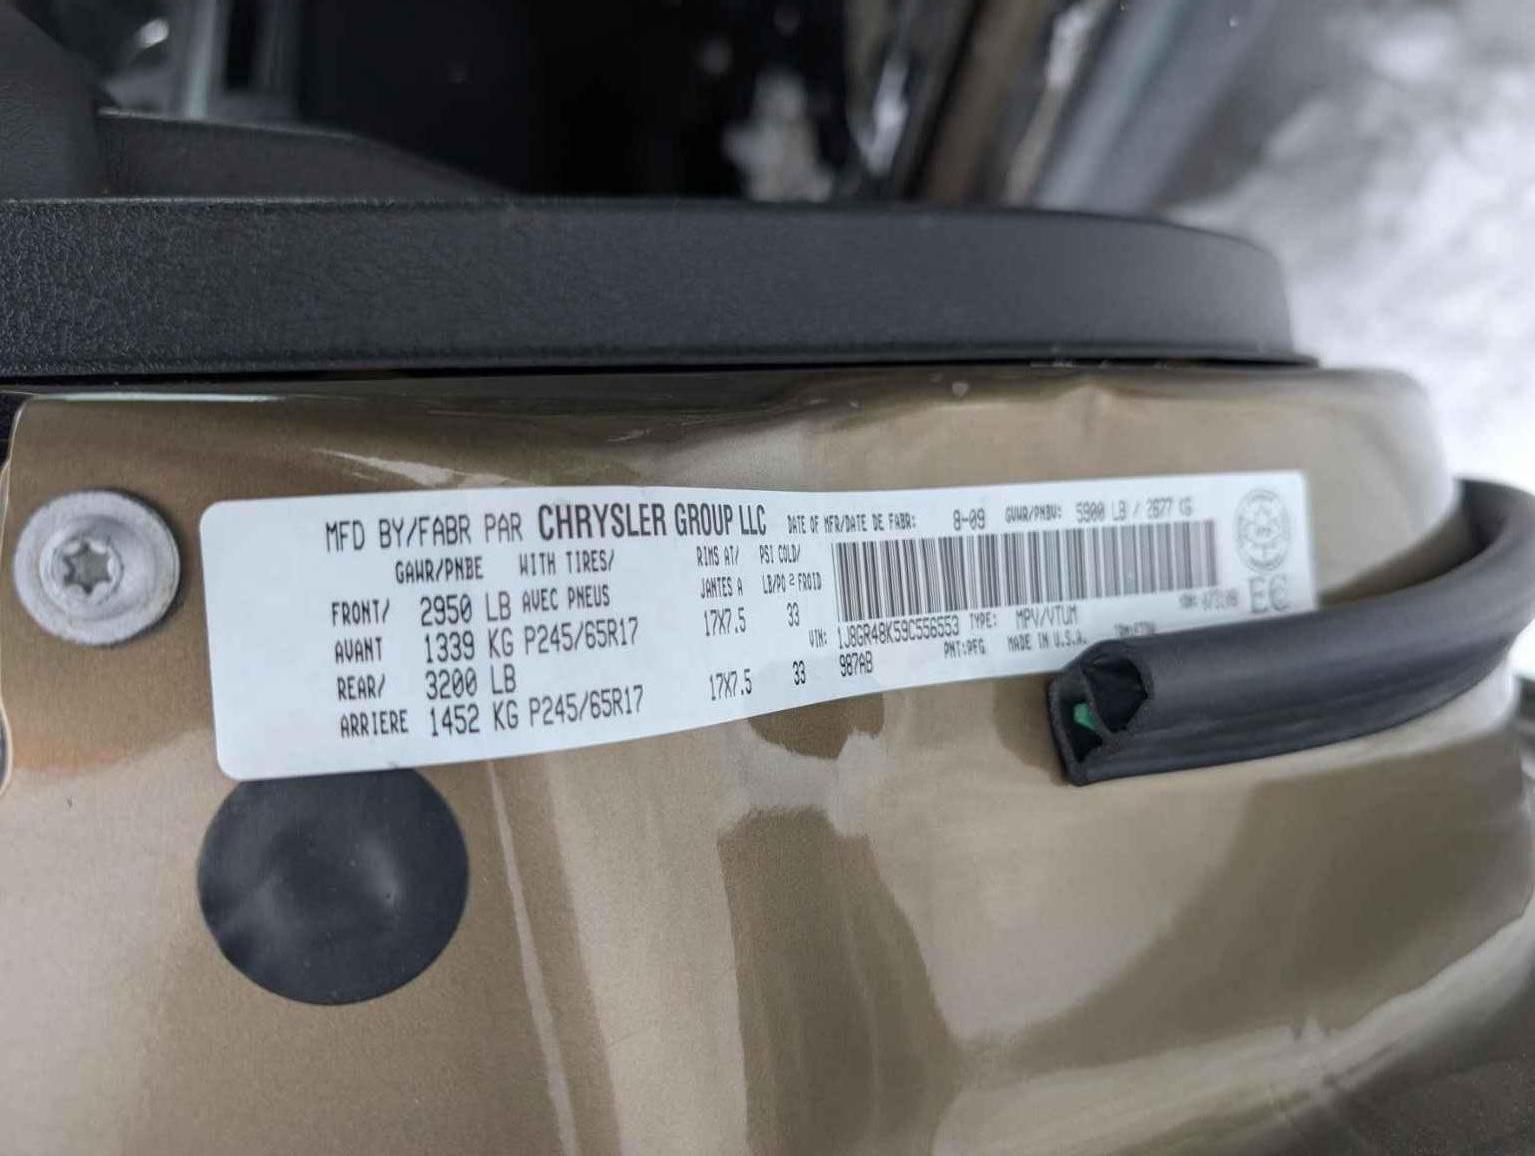 MFD BY/FABR PAR CHRYSLER GROUP LLC DATE OF MFR/DATE DE FABR: 8-09 GVWR/PNBV: 5900 LB / 2677 KG
GAWR/PNBE WITH TIRES/ RIMS AT/ PSI COLD/
AVEC PNEUS JANTES A LB/PO² FROID
FRONT/ 2950 LB
AVANT 1339 KG P245/65R17 17X7.5 33
REAR/ 3200 LB
ARRIERE 1452 KG P245/65R17 17X7.5 33
VIN: 1J8GR48K59C556553 TYPE: MPV/VTUM
987AB PNT:PFG MADE IN U.S.A.
EC